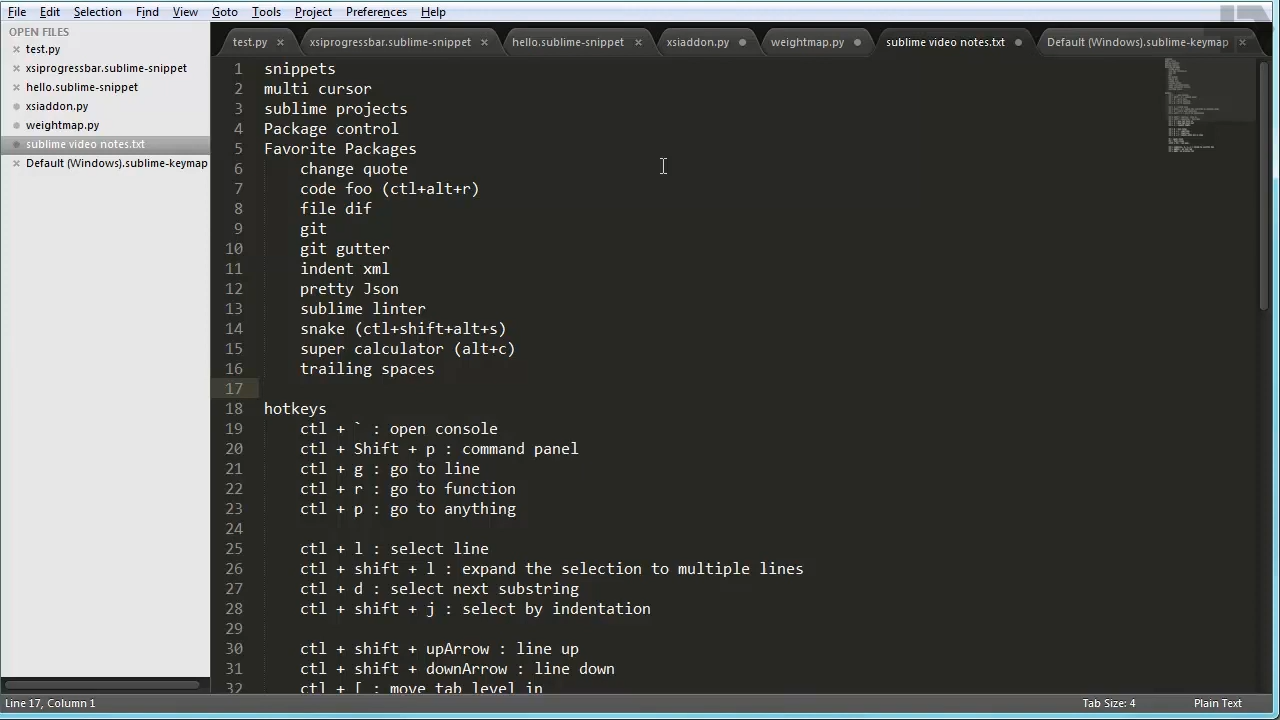 File Edit Selection Find View Goto Tools Project Preferences Help
OPEN FILES
test.py
xsiprogressbar.sublime-snippet
hello.sublime-snippet
xsiaddon.py
weightmap.py
sublime video notes.txt
Default (Windows).sublime-keymap
test.py xsiprogressbar.sublime-snippet hello.sublime-snippet xsiaddon.py weightmap.py sublime video notes.txt Default (Windows).sublime-keymap
1 snippets
2 multi cursor
3 sublime projects
4 Package control
5 Favorite Packages
6 change quote
7 code foo (ctl+alt+r)
8 file dif
9 git
10 git gutter
11 indent xml
12 pretty Json
13 sublime linter
14 snake (ctl+shift+alt+s)
15 super calculator (alt+c)
16 trailing spaces
17
18 hotkeys
19 ctl + ` : open console
20 ctl + Shift + p : command panel
21 ctl + g : go to line
22 ctl + r : go to function
23 ctl + p : go to anything
24
25 ctl + l : select line
26 ctl + shift + l : expand the selection to multiple lines
27 ctl + d : select next substring
28 ctl + shift + j : select by indentation
29
30 ctl + shift + upArrow : line up
31 ctl + shift + downArrow : line down
32 ctl + [ : move tab level in
Line 17, Column 1 Tab Size: 4 Plain Text